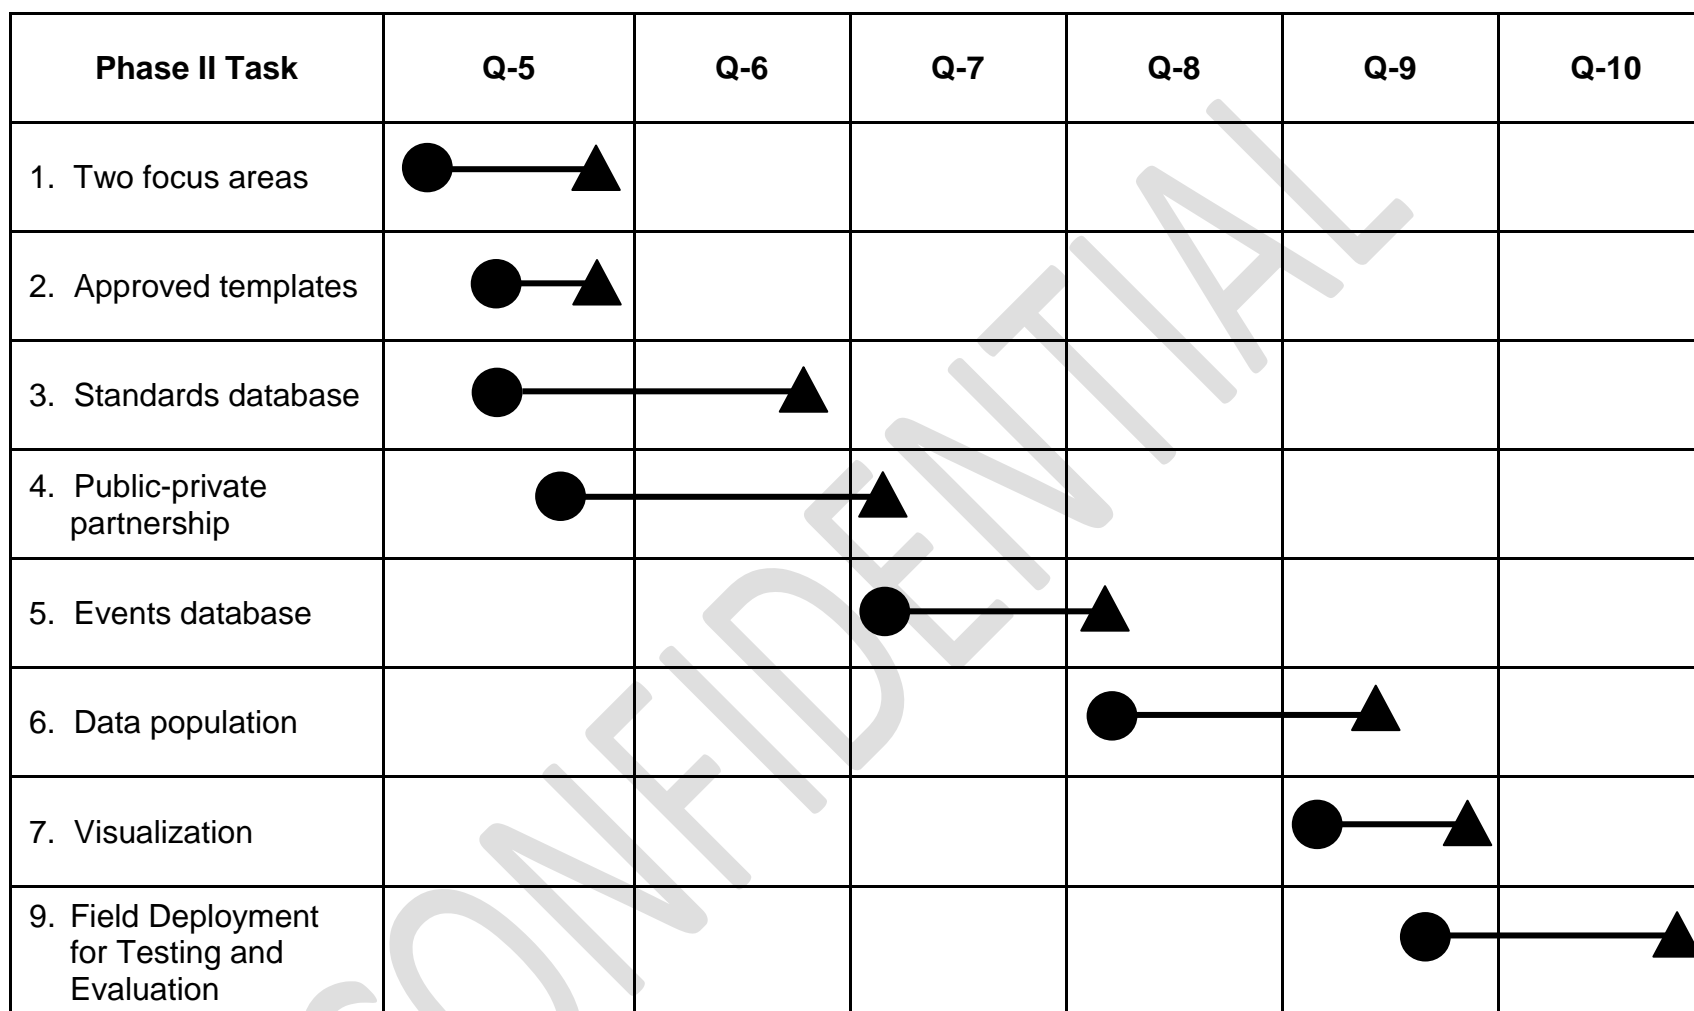 Phase II Task Q-5 Q-6 Q-7 Q-8 Q-9 Q-10
1. Two focus areas
2. Approved templates
3. Standards database
4. Public-private
partnership
5. Events database
6. Data population
7. Visualization
9. Field Deployment
for Testing and
Evaluation
CONFIDENTIAL